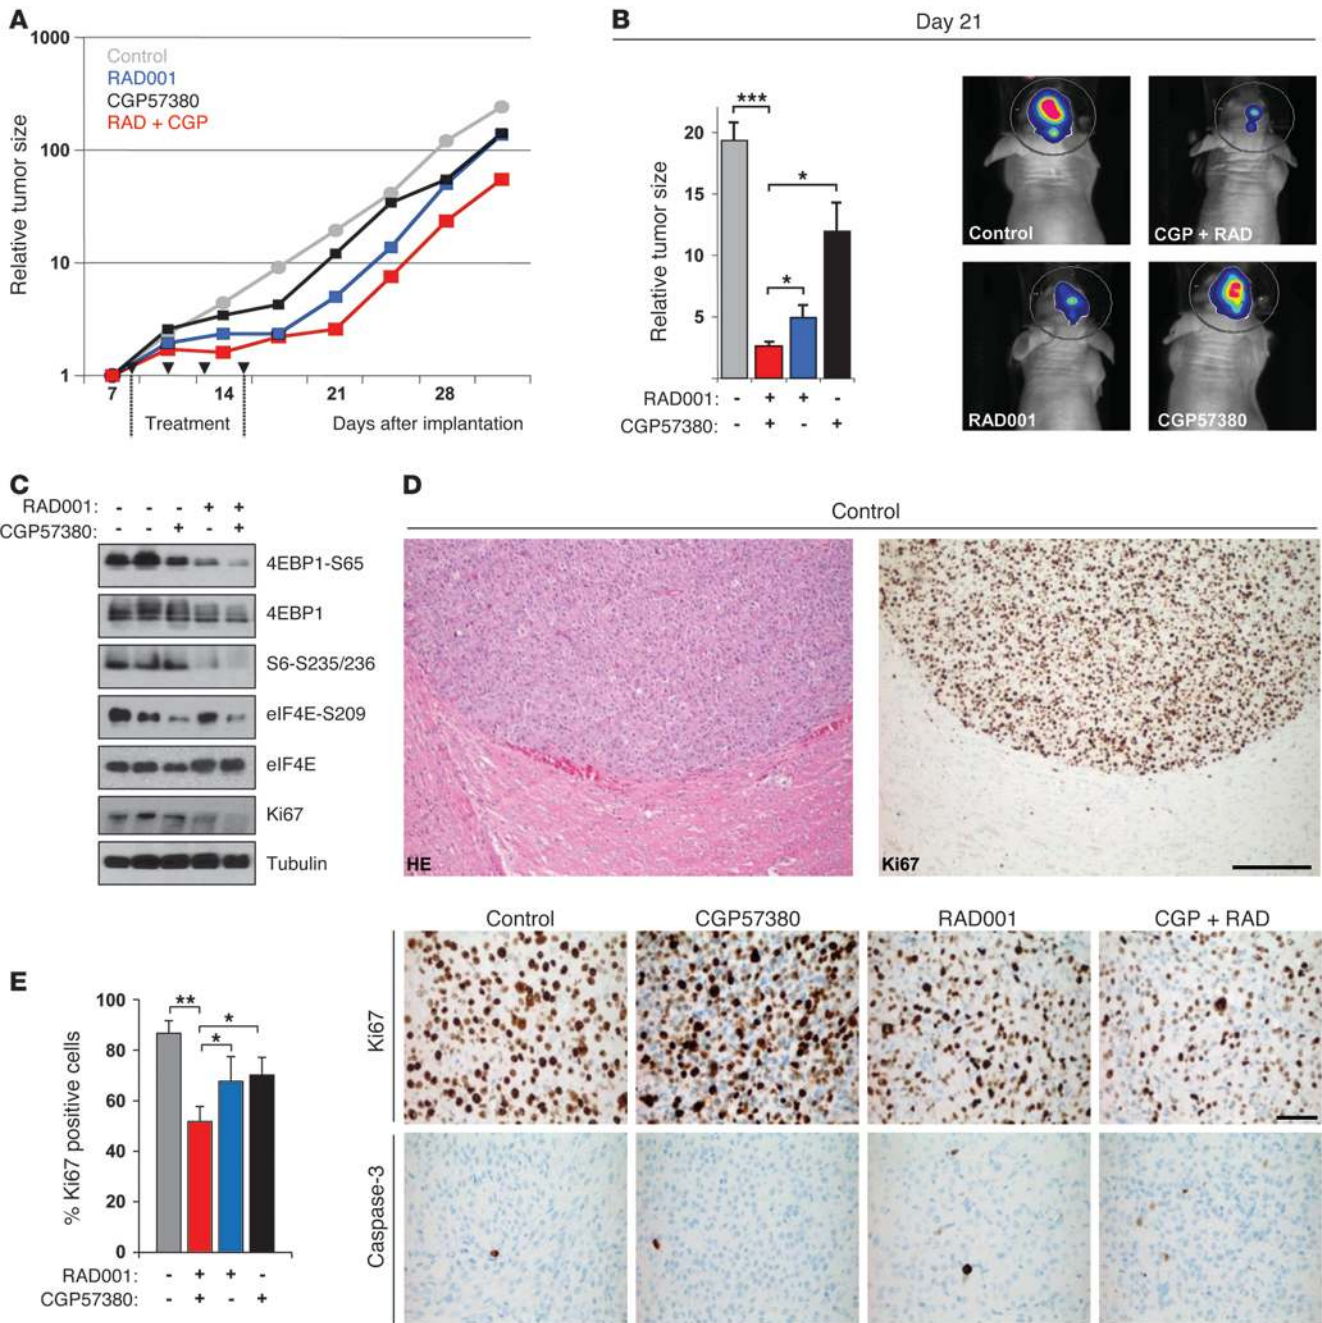 A
1000
100
10
1
Relative tumor size
Control
RAD001
CGP57380
RAD + CGP
7
14
21
28
Treatment
Days after implantation
B
Day 21
Relative tumor size
20
15
10
5
***
*
*
RAD001: - + + -
CGP57380: - + - +
Control
CGP + RAD
RAD001
CGP57380
C
RAD001: - - - + +
CGP57380: - - + - +
4EBP1-S65
4EBP1
S6-S235/236
eIF4E-S209
eIF4E
Ki67
Tubulin
D
Control
HE
Ki67
Control
CGP57380
RAD001
CGP + RAD
Ki67
Caspase-3
E
% Ki67 positive cells
100
80
60
40
20
0
**
*
*
RAD001: - + + -
CGP57380: - + - +